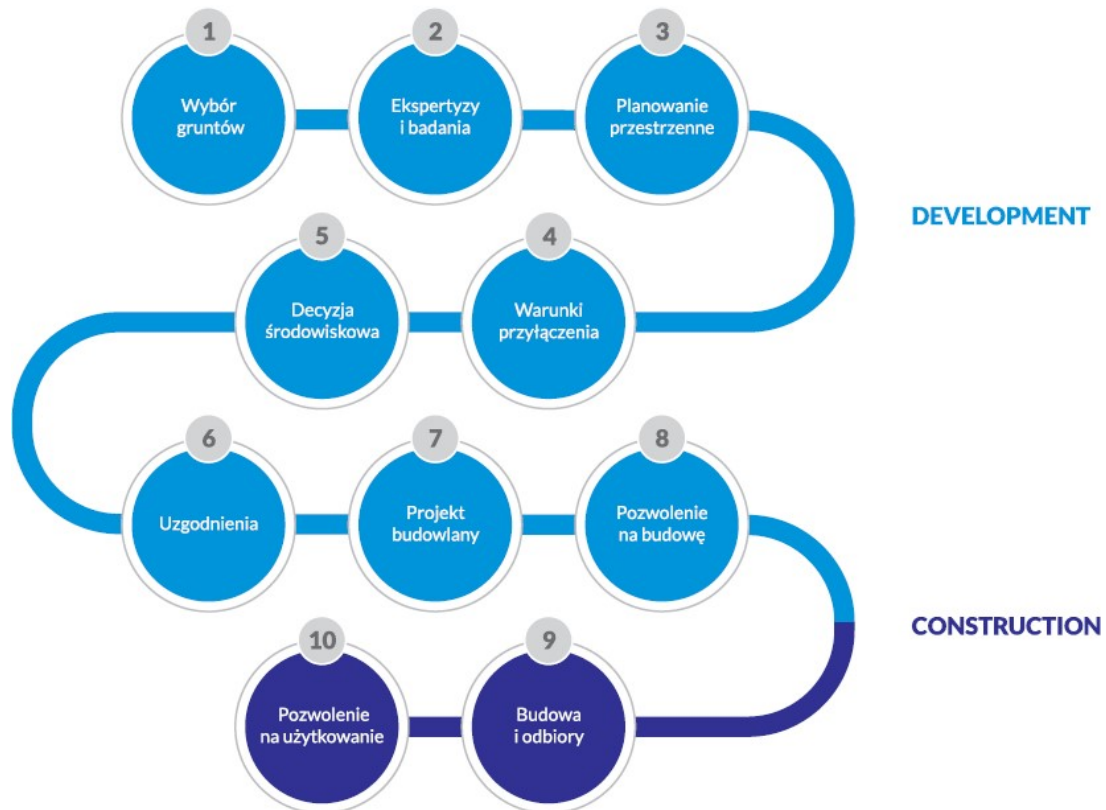 1
Wybór
gruntów
2
Ekspertyzy
i badania
3
Planowanie
przestrzenne
DEVELOPMENT
4
Warunki
przyłączenia
5
Decyzja
środowiskowa
6
Uzgodnienia
7
Projekt
budowlany
8
Pozwolenie
na budowę
CONSTRUCTION
9
Budowa
i odbiory
10
Pozwolenie
na użytkowanie